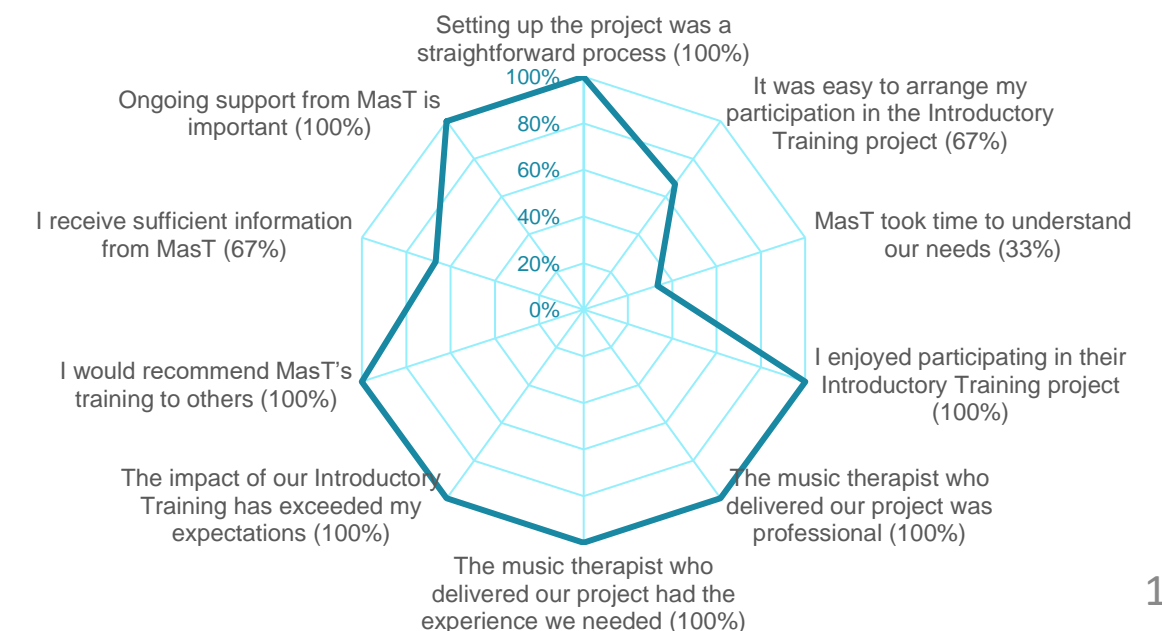 Setting up the project was a
straightforward process (100%)
It was easy to arrange my
participation in the Introductory
Training project (67%)
MasT took time to understand
our needs (33%)
I enjoyed participating in their
Introductory Training project
(100%)
The music therapist who
delivered our project was
professional (100%)
The music therapist who
delivered our project had the
experience we needed (100%)
The impact of our Introductory
Training has exceeded my
expectations (100%)
I would recommend MasT’s
training to others (100%)
I receive sufficient information
from MasT (67%)
Ongoing support from MasT is
important (100%)
100%
80%
60%
40%
20%
0%
1